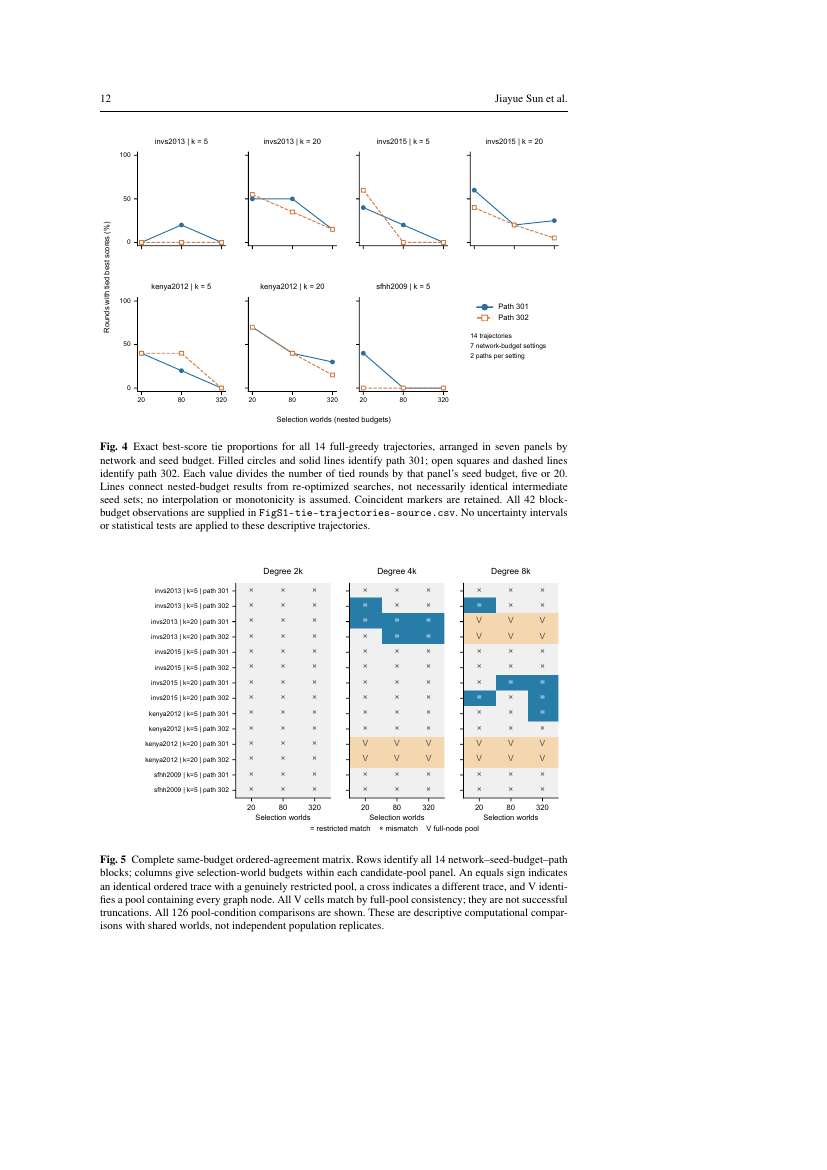 12
Jiayue Sun et al.
invs2013 | k = 5
invs2013 | k = 20
invs2015 | k = 5
invs2015 | k = 20
Rounds with tied best scores (%)
100
50
0
kenya2012 | k = 5
kenya2012 | k = 20
sfhh2009 | k = 5
100
50
0
20 80 320
20 80 320
20 80 320
Path 301
Path 302
14 trajectories
7 network-budget settings
2 paths per setting
Selection worlds (nested budgets)
Fig. 4 Exact best-score tie proportions for all 14 full-greedy trajectories, arranged in seven panels by
network and seed budget. Filled circles and solid lines identify path 301; open squares and dashed lines
identify path 302. Each value divides the number of tied rounds by that panel's seed budget, five or 20.
Lines connect nested-budget results from re-optimized searches, not necessarily identical intermediate
seed sets; no interpolation or monotonicity is assumed. Coincident markers are retained. All 42 block-
budget observations are supplied in FigS1-tie-trajectories-source.csv. No uncertainty intervals
or statistical tests are applied to these descriptive trajectories.
Degree 2k
Degree 4k
Degree 8k
invs2013 | k=5 | path 301 × × × × × × × × ×
invs2013 | k=5 | path 302 × × × = × × = × ×
invs2013 | k=20 | path 301 × × × = = = V V V
invs2013 | k=20 | path 302 × × × × = = V V V
invs2015 | k=5 | path 301 × × × × × × × × ×
invs2015 | k=5 | path 302 × × × × × × × × ×
invs2015 | k=20 | path 301 × × × × × × × = =
invs2015 | k=20 | path 302 × × × × × × = × =
kenya2012 | k=5 | path 301 × × × × × × × × =
kenya2012 | k=5 | path 302 × × × × × × × × ×
kenya2012 | k=20 | path 301 × × × V V V V V V
kenya2012 | k=20 | path 302 × × × V V V V V V
sfhh2009 | k=5 | path 301 × × × × × × × × ×
sfhh2009 | k=5 | path 302 × × × × × × × × ×
20 80 320
20 80 320
20 80 320
Selection worlds
Selection worlds
Selection worlds
= restricted match × mismatch V full-node pool
Fig. 5 Complete same-budget ordered-agreement matrix. Rows identify all 14 network–seed-budget–path
blocks; columns give selection-world budgets within each candidate-pool panel. An equals sign indicates
an identical ordered trace with a genuinely restricted pool, a cross indicates a different trace, and V identi-
fies a pool containing every graph node. All V cells match by full-pool consistency; they are not successful
truncations. All 126 pool-condition comparisons are shown. These are descriptive computational compar-
isons with shared worlds, not independent population replicates.